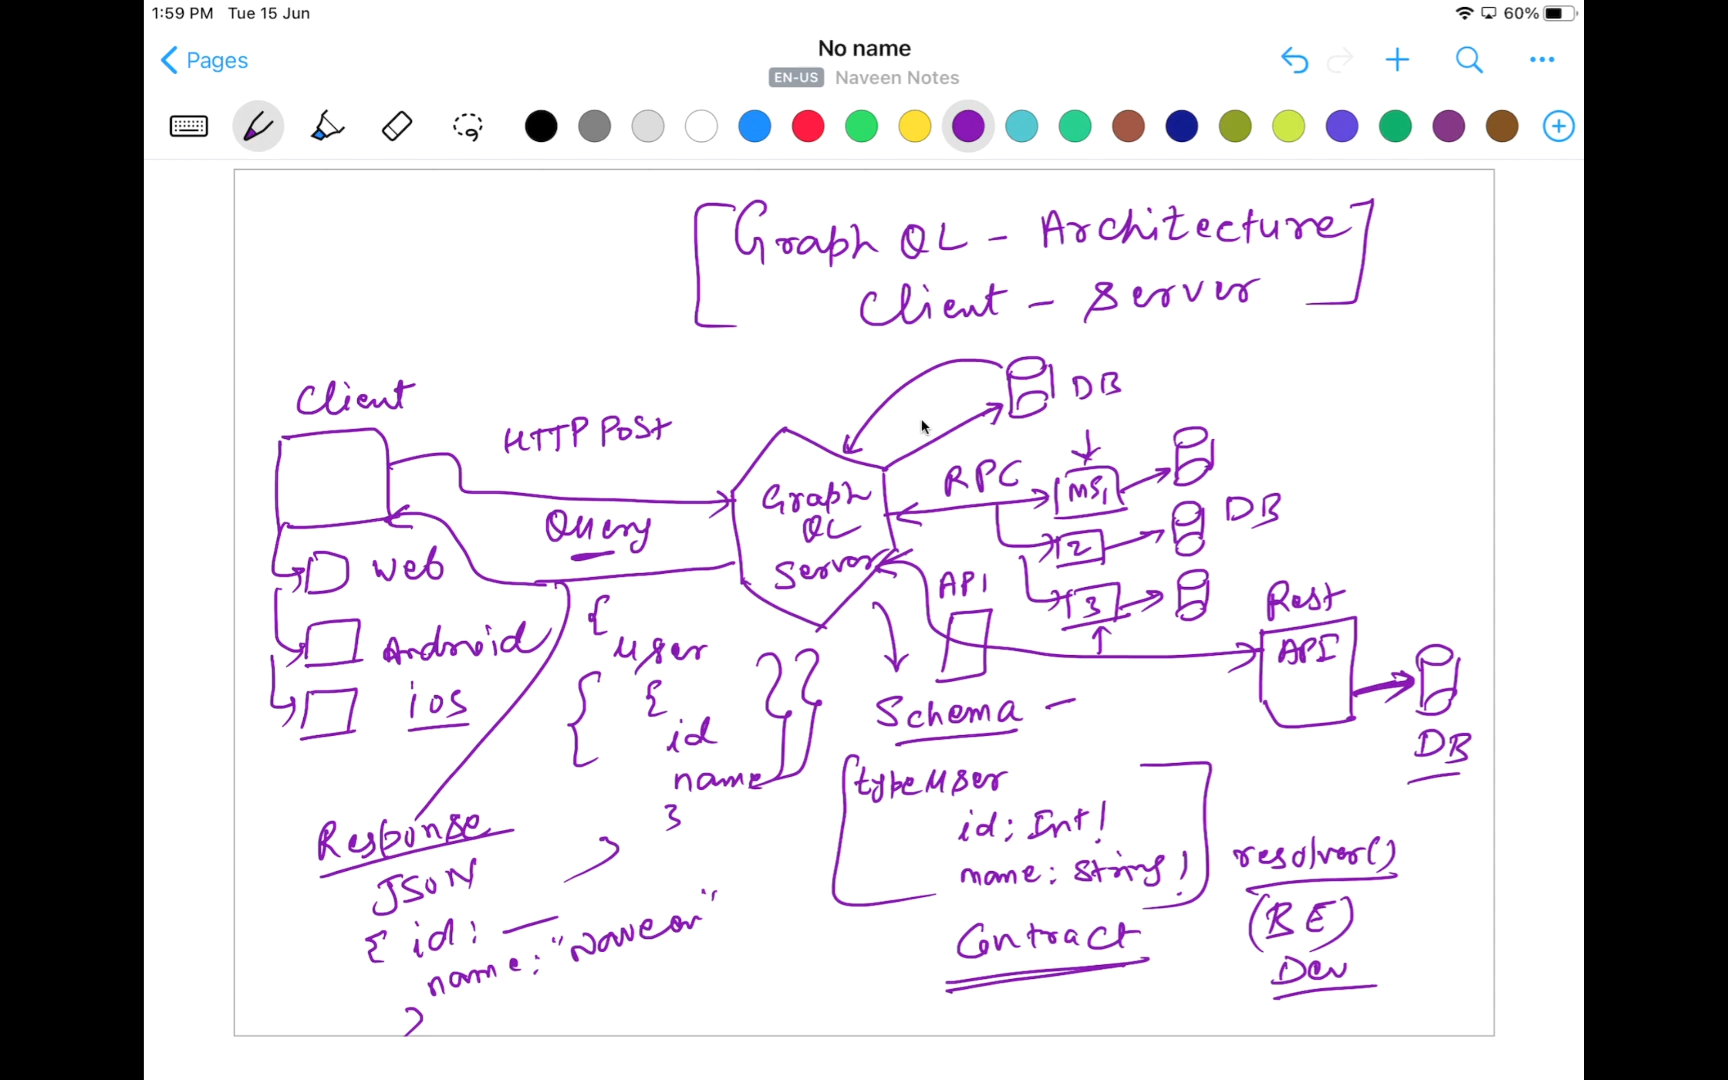 1:59 PM Tue 15 Jun
60%
Pages
No name
EN-US Naveen Notes
Graph QL - Architecture
Client - Server
Client
HTTP POST
Query
Graph
QL
Server
DB
RPC
MS1
2
3
DB
API
Rest
API
DB
Web
Android
ios
{
user
{
id
name
}
}
Schema -
type User
id: Int!
name: String!
Contract
resolver()
(BE)
Dev
Response
JSON
{ id: —
name: "Naveen"
}